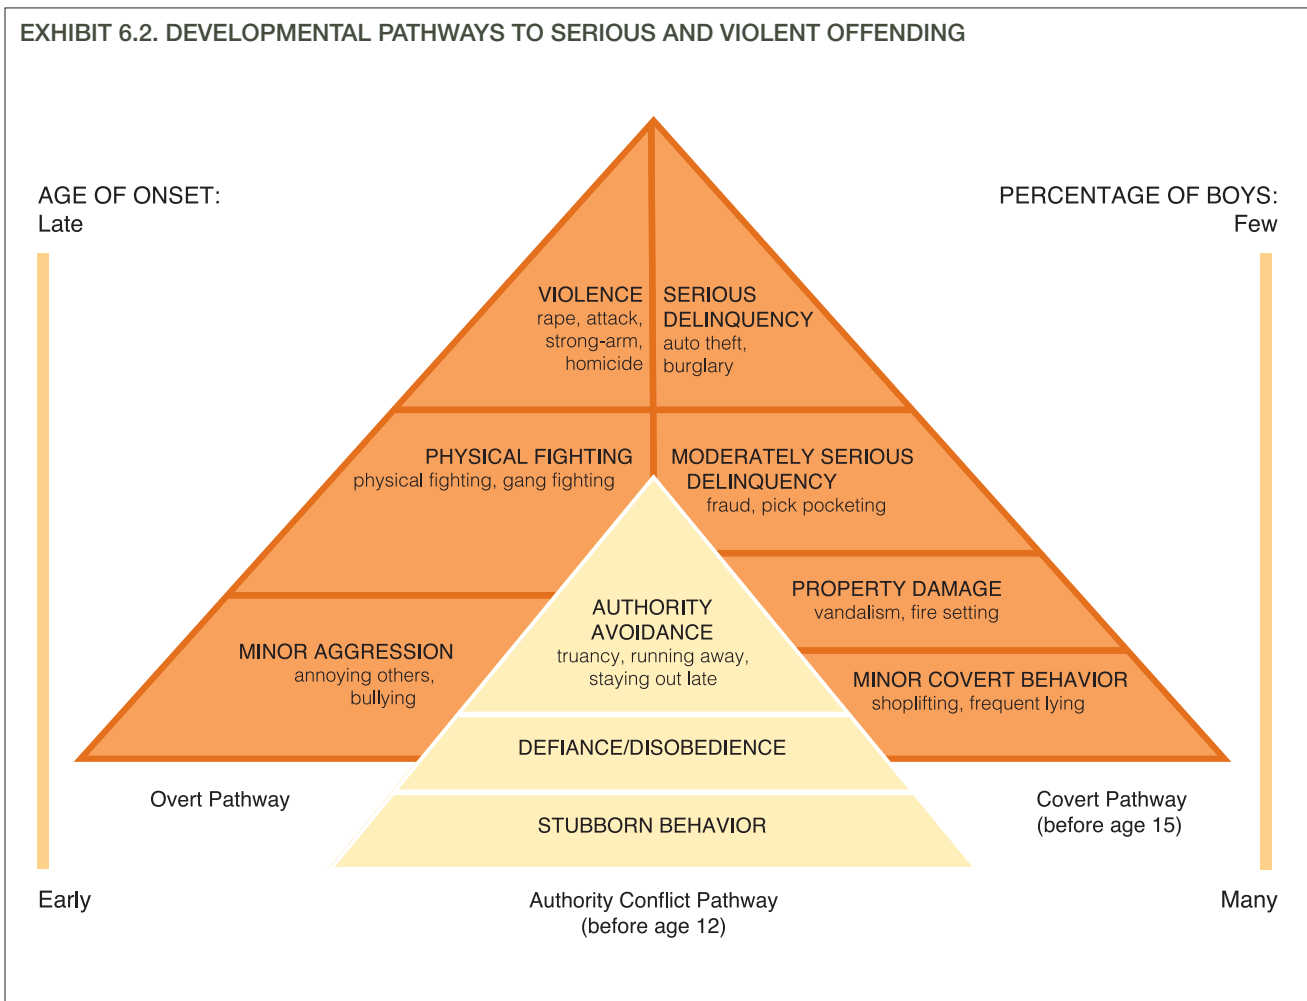 EXHIBIT 6.2. DEVELOPMENTAL PATHWAYS TO SERIOUS AND VIOLENT OFFENDING
AGE OF ONSET:
Late
PERCENTAGE OF BOYS:
Few
VIOLENCE
rape, attack,
strong-arm,
homicide
SERIOUS
DELINQUENCY
auto theft,
burglary
PHYSICAL FIGHTING
physical fighting, gang fighting
MODERATELY SERIOUS
DELINQUENCY
fraud, pick pocketing
AUTHORITY
AVOIDANCE
truancy, running away,
staying out late
PROPERTY DAMAGE
vandalism, fire setting
MINOR AGGRESSION
annoying others,
bullying
MINOR COVERT BEHAVIOR
shoplifting, frequent lying
DEFIANCE/DISOBEDIENCE
STUBBORN BEHAVIOR
Overt Pathway
Covert Pathway
(before age 15)
Early
Authority Conflict Pathway
(before age 12)
Many